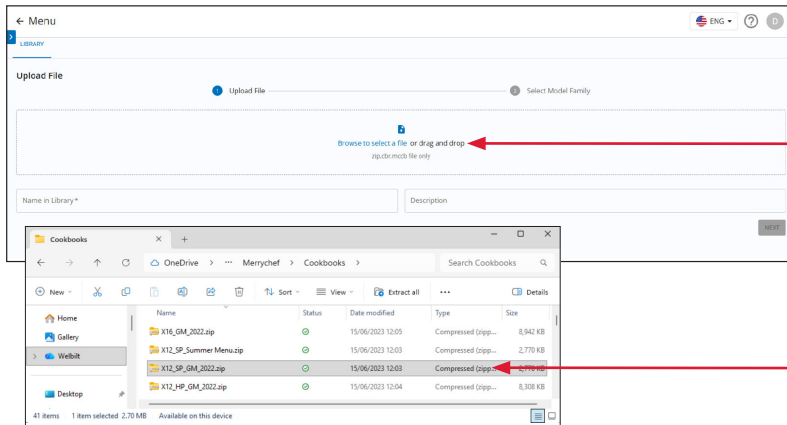 ← Menu
ENG
?
D
LIBRARY
Upload File
1 Upload File
2 Select Model Family
Browse to select a file or drag and drop
zip,cbr,mccb file only
Name in Library *
Description
NEXT
Cookbooks
OneDrive > ... Merrychef > Cookbooks >
Search Cookbooks
New
Sort
View
Extract all
...
Details
Name Status Date modified Type Size
Home
Gallery
Welbilt
Desktop
X16_GM_2022.zip 15/06/2023 12:05 Compressed (zipp... 8,942 KB
X12_SP_Summer Menu.zip 15/06/2023 12:03 Compressed (zipp... 2,770 KB
X12_SP_GM_2022.zip 15/06/2023 12:03 Compressed (zipp... 2,770 KB
X12_HP_GM_2022.zip 15/06/2023 12:04 Compressed (zipp... 8,308 KB
41 items 1 item selected 2.70 MB Available on this device